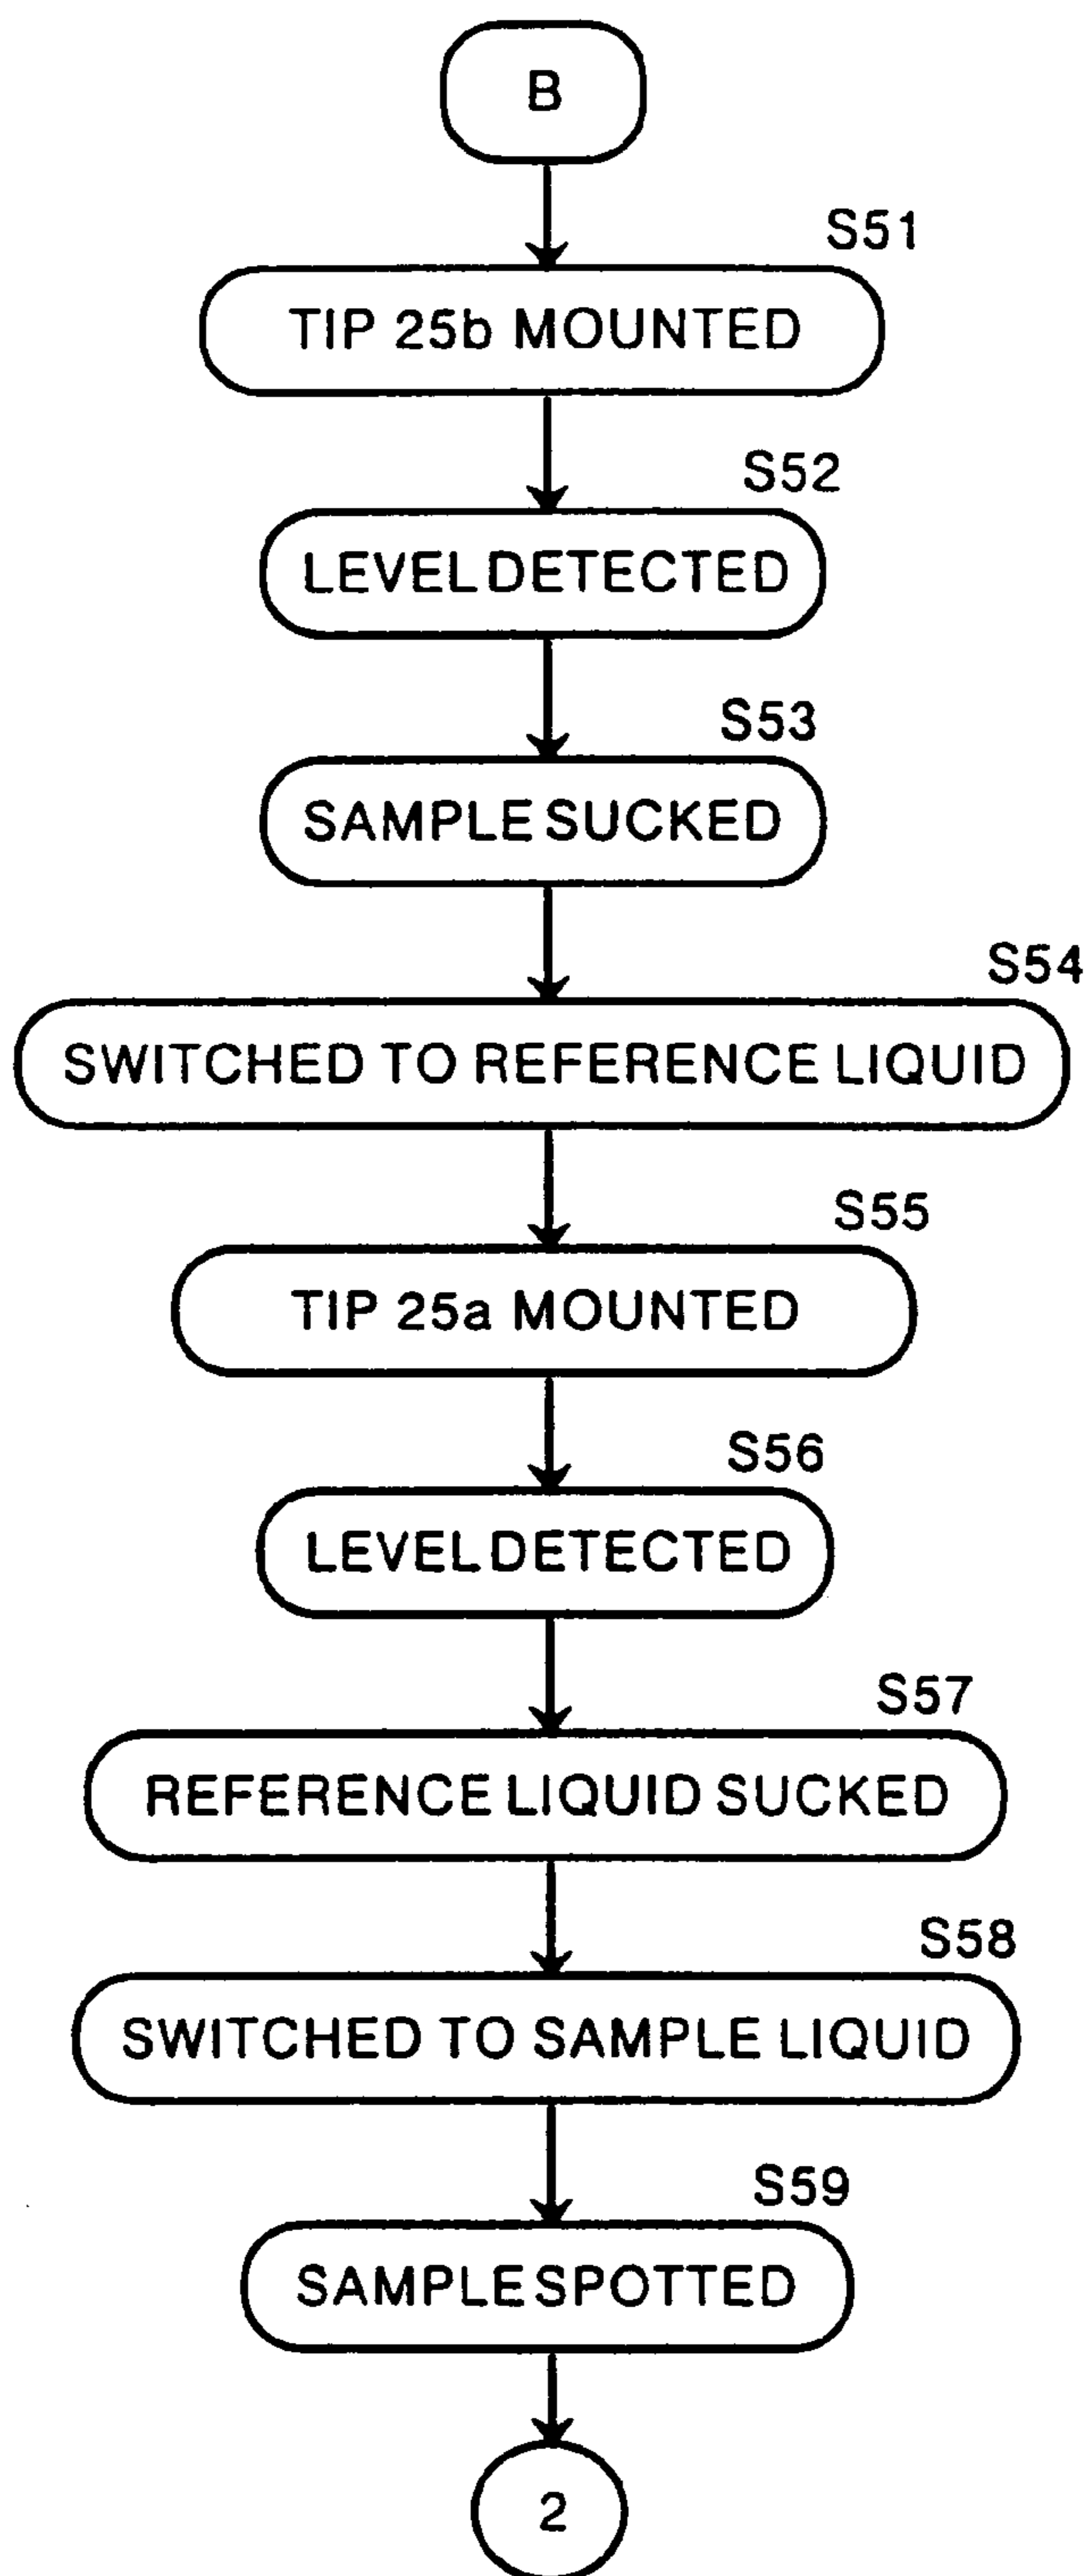 B
S51
TIP 25b MOUNTED
S52
LEVEL DETECTED
S53
SAMPLE SUCKED
S54
SWITCHED TO REFERENCE LIQUID
S55
TIP 25a MOUNTED
S56
LEVEL DETECTED
S57
REFERENCE LIQUID SUCKED
S58
SWITCHED TO SAMPLE LIQUID
S59
SAMPLE SPOTTED
2